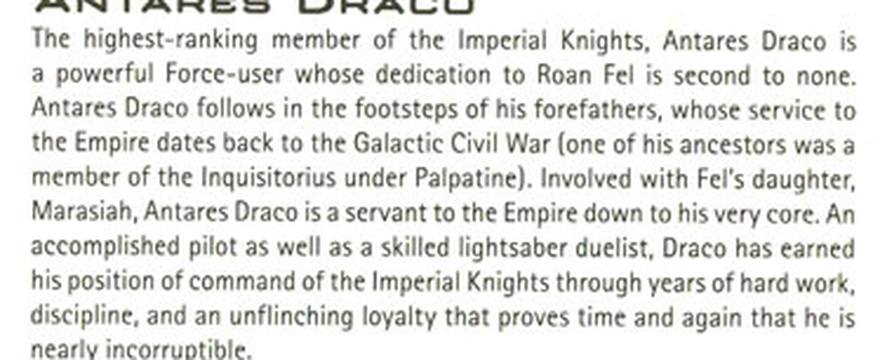 ANTARES DRACO
The highest-ranking member of the Imperial Knights, Antares Draco is
a powerful Force-user whose dedication to Roan Fel is second to none.
Antares Draco follows in the footsteps of his forefathers, whose service to
the Empire dates back to the Galactic Civil War (one of his ancestors was a
member of the Inquisitorius under Palpatine). Involved with Fel's daughter,
Marasiah, Antares Draco is a servant to the Empire down to his very core. An
accomplished pilot as well as a skilled lightsaber duelist, Draco has earned
his position of command of the Imperial Knights through years of hard work,
discipline, and an unflinching loyalty that proves time and again that he is
nearly incorruptible.